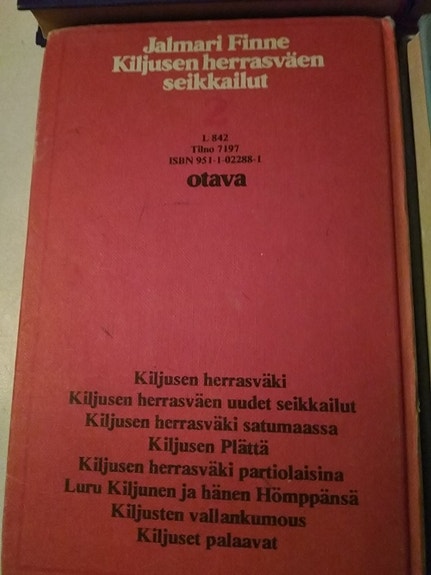 Jalmari Finne
Kiljusen herrasväen
seikkailut
L 842
Tilno 7197
ISBN 951-1-02288-1
otava
Kiljusen herrasväki
Kiljusen herrasväen uudet seikkailut
Kiljusen herrasväki satumaassa
Kiljusen Plättä
Kiljusen herrasväki partiolaisina
Luru Kiljunen ja hänen Hömppänsä
Kiljusten vallankumous
Kiljuset palaavat